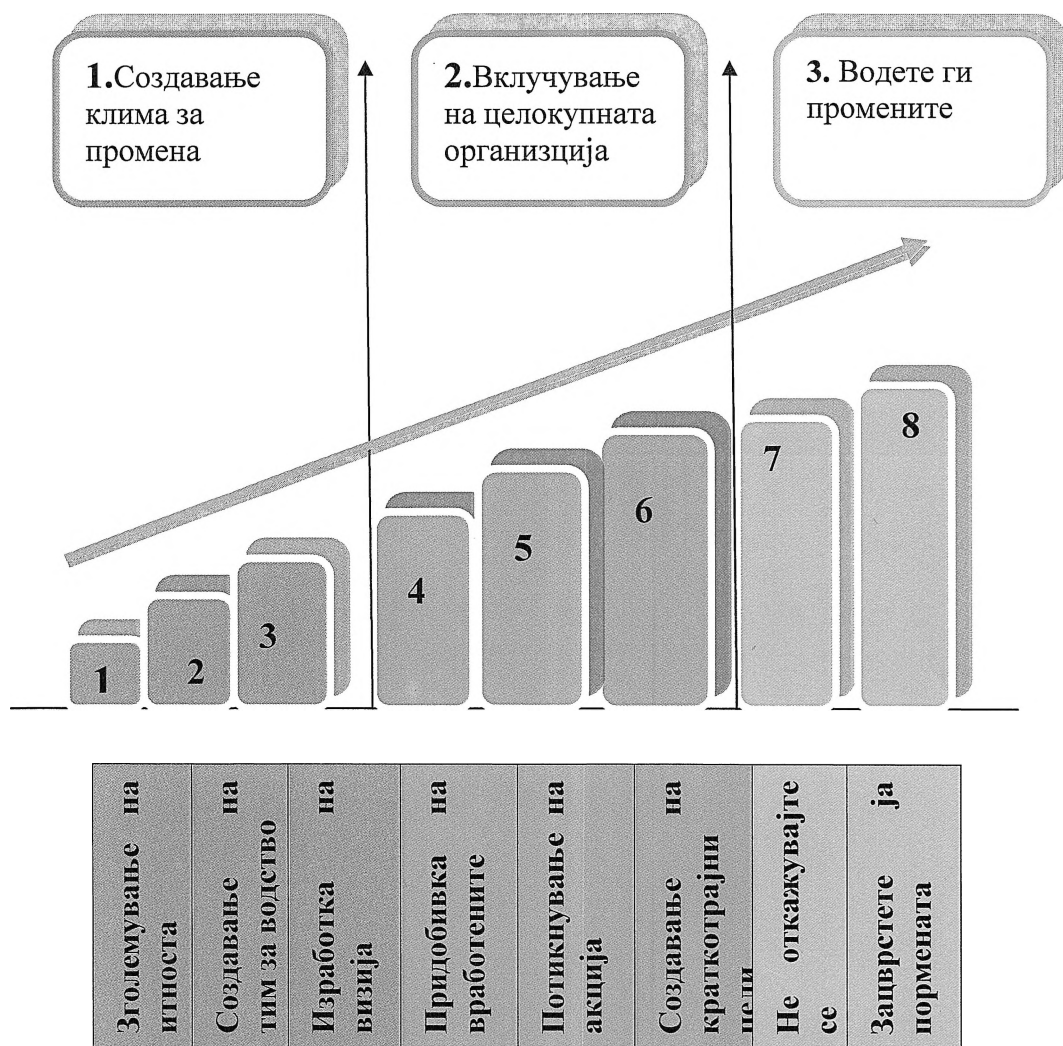 1.Создавање
клима за
промена
2.Вклучување
на целокупната
организција
3. Водете ги
промените
1
2
3
4
5
6
7
8
Зголемување на
итноста
Создавање на
тим за водство
Изработка на
визија
Придобивка на
вработените
Потикнување на
акција
Создавање на
краткотрајни
Не откажувајте
се
Зацврстете ја
пормената